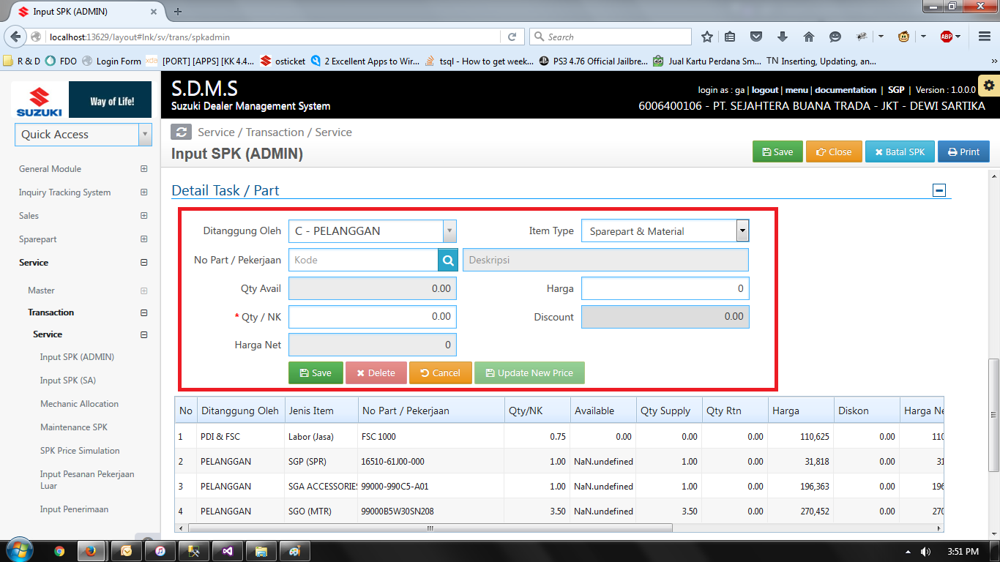 Input SPK (ADMIN)
localhost:13629/layout#lnk/sv/trans/spkadmin
Search
ABP
R & D
FDO
Login Form
xda
[PORT] [APPS] [KK 4.4...
osticket
2 Excellent Apps to Wir...
tsql - How to get week...
PS3 4.76 Official Jailbre...
Jual Kartu Perdana Sm...
TN Inserting, Updating, an...
SUZUKI
Way of Life!
S.D.M.S
Suzuki Dealer Management System
login as : ga | logout | menu | documentation | SGP | Version : 1.0.0.0
6006400106 - PT. SEJAHTERA BUANA TRADA - JKT - DEWI SARTIKA
Quick Access
General Module
Inquiry Tracking System
Sales
Sparepart
Service
Master
Transaction
Service
Input SPK (ADMIN)
Input SPK (SA)
Mechanic Allocation
Maintenance SPK
SPK Price Simulation
Input Pesanan Pekerjaan
Luar
Input Penerimaan
Service / Transaction / Service
Input SPK (ADMIN)
Save
Close
Batal SPK
Print
Detail Task / Part
Ditanggung Oleh C - PELANGGAN Item Type Sparepart & Material
No Part / Pekerjaan Kode Deskripsi
Qty Avail 0.00 Harga 0
* Qty / NK 0.00 Discount 0.00
Harga Net 0
Save Delete Cancel Update New Price
No Ditanggung Oleh Jenis Item No Part / Pekerjaan Qty/NK Available Qty Supply Qty Rtn Harga Diskon Harga Ne
1 PDI & FSC Labor (Jasa) FSC 1000 0.75 0.00 0.00 0.00 110,625 0.00 110
2 PELANGGAN SGP (SPR) 16510-61J00-000 1.00 NaN.undefined 1.00 0.00 31,818 0.00 31
3 PELANGGAN SGA ACCESSORIES 99000-990C5-A01 1.00 NaN.undefined 1.00 0.00 196,363 0.00 196
4 PELANGGAN SGO (MTR) 99000B5W30SN208 3.50 NaN.undefined 3.50 0.00 270,452 0.00 270
3:51 PM